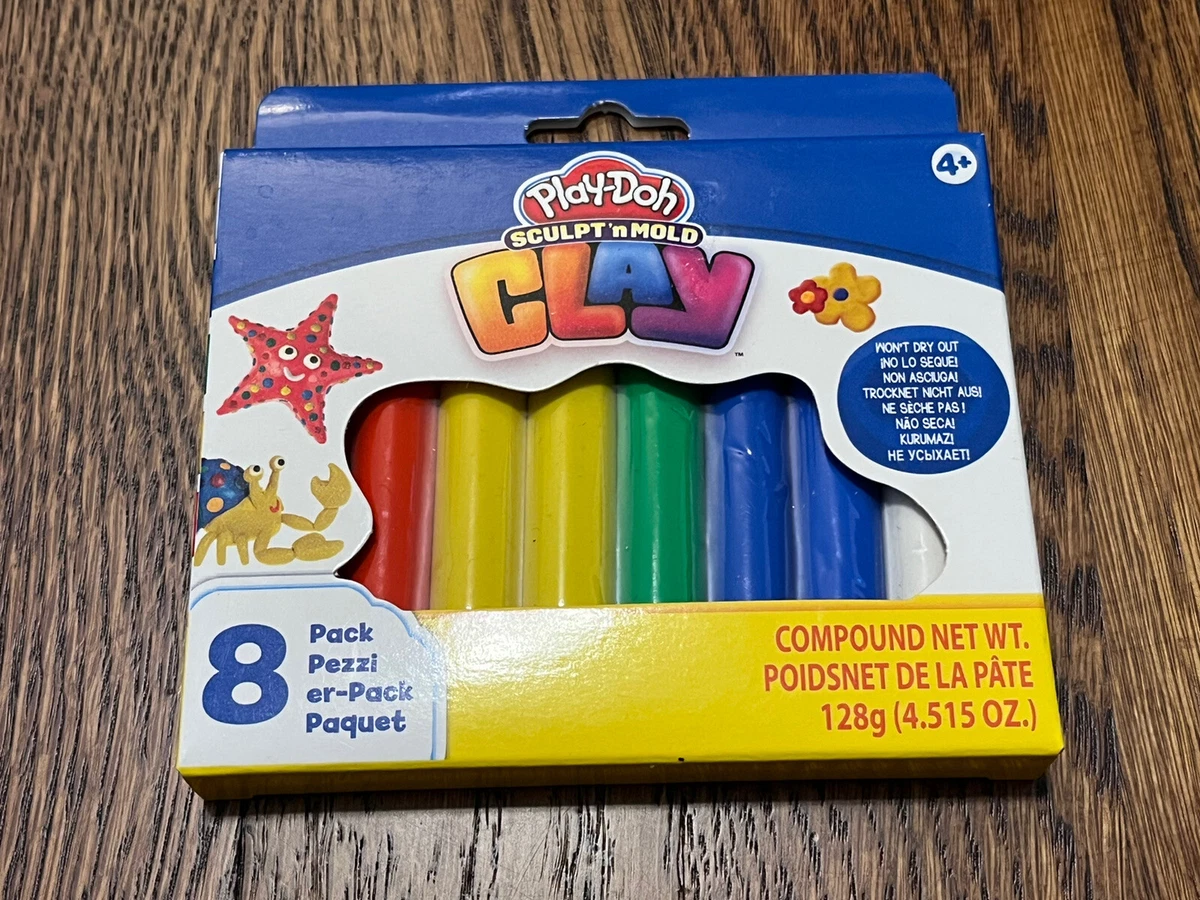 4+
Play-Doh
SCULPT 'n MOLD
CLAY
™
WON'T DRY OUT
¡NO LO SEQUE!
NON ASCIUGA!
TROCKNET NICHT AUS!
NE SÈCHE PAS !
NÃO SECA!
KURUMAZ!
НЕ УСЫХАЕТ!
8
Pack
Pezzi
er-Pack
Paquet
COMPOUND NET WT.
POIDSNET DE LA PÂTE
128g (4.515 OZ.)